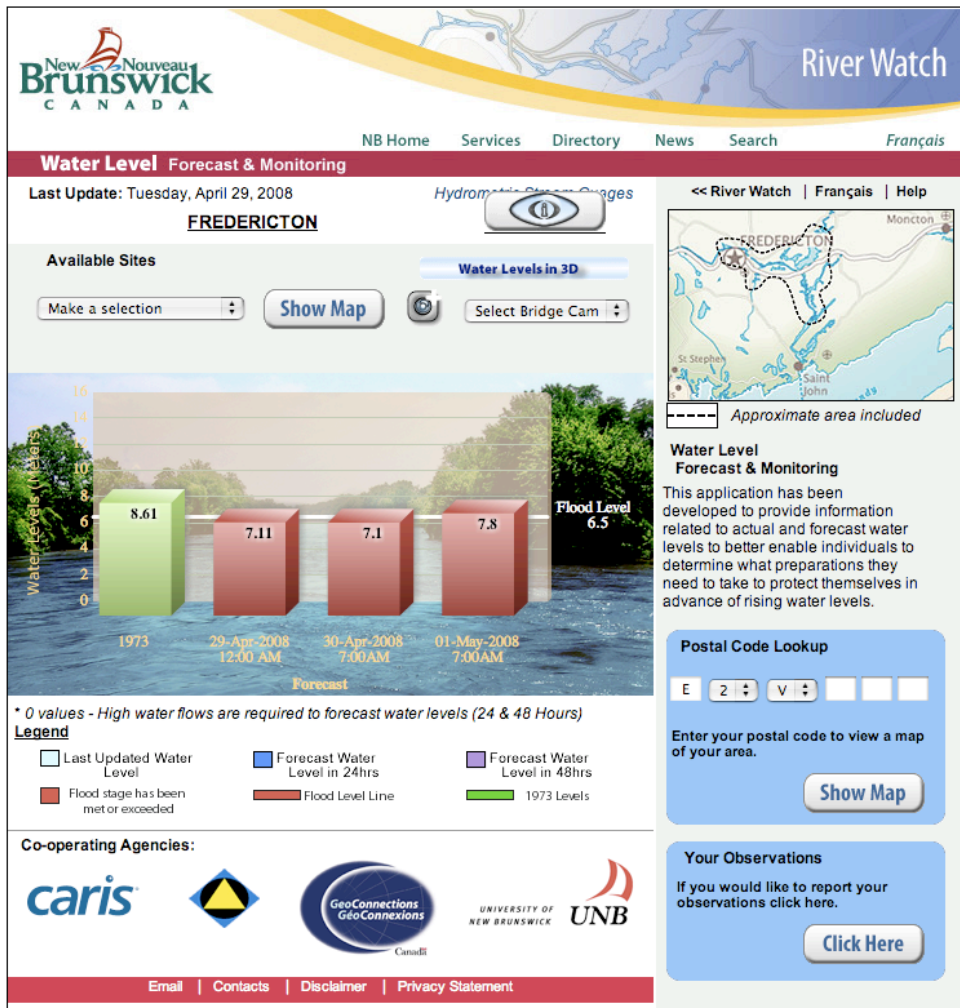 New Nouveau
Brunswick
CANADA
River Watch
NB Home Services Directory News Search Français
Water Level Forecast & Monitoring
Last Update: Tuesday, April 29, 2008
Hydrometric Stream Guages
FREDERICTON
Available Sites
Water Levels in 3D
Make a selection
Show Map
Select Bridge Cam
16
14
12
10
8
6
4
2
0
Water Levels (Meters)
8.61
7.11
7.1
7.8
Flood Level
6.5
1973
29-Apr-2008
12:00 AM
30-Apr-2008
7:00AM
01-May-2008
7:00AM
Forecast
* 0 values - High water flows are required to forecast water levels (24 & 48 Hours)
Legend
Last Updated Water
Level
Forecast Water
Level in 24hrs
Forecast Water
Level in 48hrs
Flood stage has been
met or exceeded
Flood Level Line
1973 Levels
Co-operating Agencies:
caris
GeoConnections
GéoConnexions
Canada
UNIVERSITY OF
NEW BRUNSWICK
UNB
<< River Watch | Français | Help
Moncton
FREDERICTON
St Stephen
Saint
John
ndy
Approximate area included
Water Level
Forecast & Monitoring
This application has been
developed to provide information
related to actual and forecast water
levels to better enable individuals to
determine what preparations they
need to take to protect themselves in
advance of rising water levels.
Postal Code Lookup
E 2 V
Enter your postal code to view a map
of your area.
Show Map
Your Observations
If you would like to report your
observations click here.
Click Here
Email | Contacts | Disclaimer | Privacy Statement